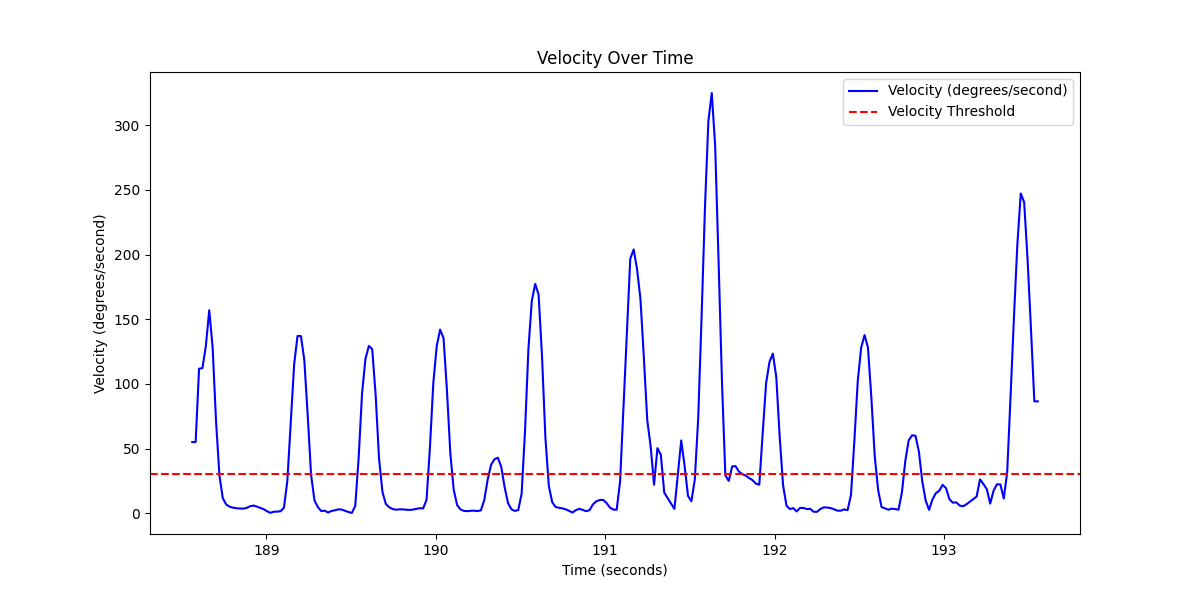 Velocity Over Time
Velocity (degrees/second)
Velocity Threshold
300
250
200
150
100
50
0
Velocity (degrees/second)
189 190 191 192 193
Time (seconds)